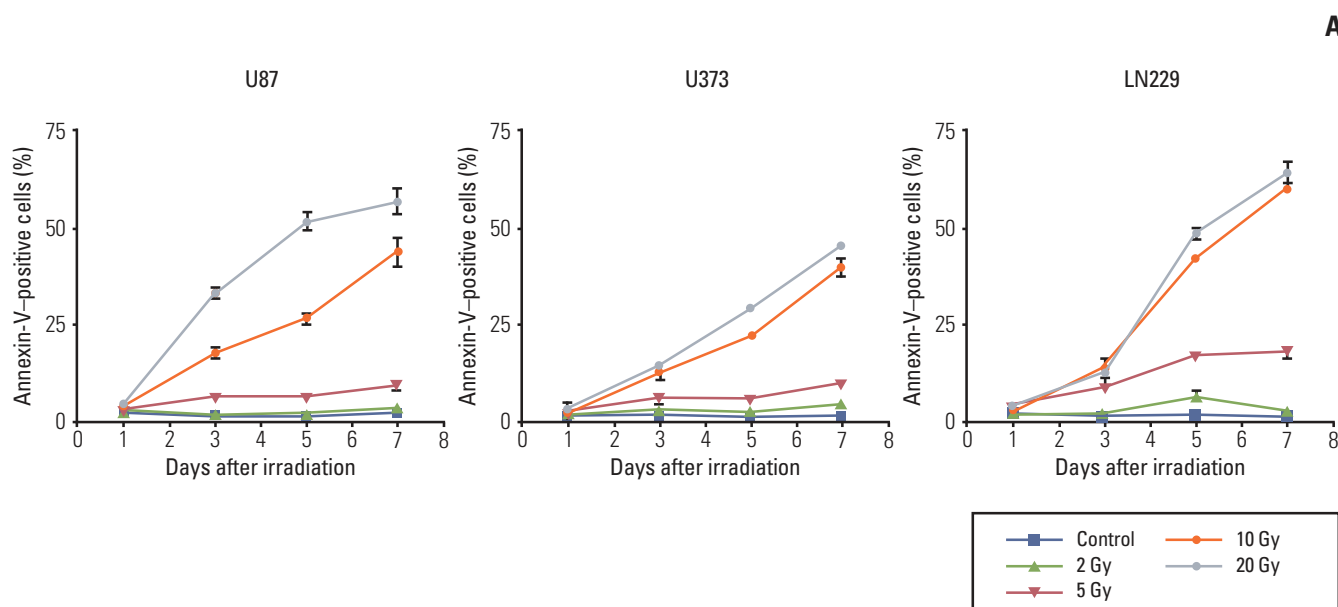 A
U87
U373
LN229
Annexin-V–positive cells (%)
75
50
25
0
0 1 2 3 4 5 6 7 8
Days after irradiation
Annexin-V–positive cells (%)
75
50
25
0
0 1 2 3 4 5 6 7 8
Days after irradiation
Annexin-V–positive cells (%)
75
50
25
0
0 1 2 3 4 5 6 7 8
Days after irradiation
Control
2 Gy
5 Gy
10 Gy
20 Gy